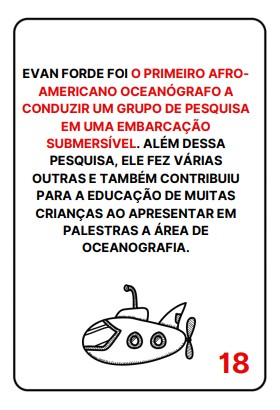 EVAN FORDE FOI O PRIMEIRO AFRO-
AMERICANO OCEANÓGRAFO A
CONDUZIR UM GRUPO DE PESQUISA
EM UMA EMBARCAÇÃO
SUBMERSÍVEL. ALÉM DESSA
PESQUISA, ELE FEZ VÁRIAS
OUTRAS E TAMBÉM CONTRIBUIU
PARA A EDUCAÇÃO DE MUITAS
CRIANÇAS AO APRESENTAR EM
PALESTRAS A ÁREA DE
OCEANOGRAFIA.
18